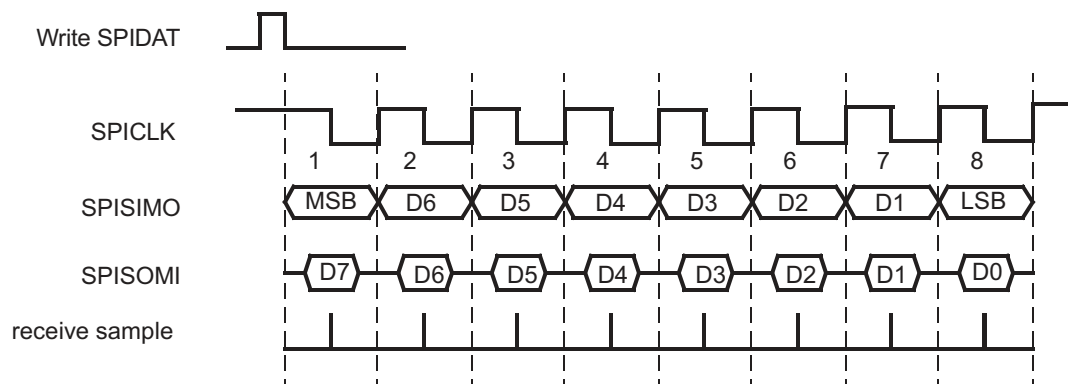 Write SPIDAT
SPICLK
1 2 3 4 5 6 7 8
SPISIMO MSB D6 D5 D4 D3 D2 D1 LSB
SPISOMI D7 D6 D5 D4 D3 D2 D1 D0
receive sample